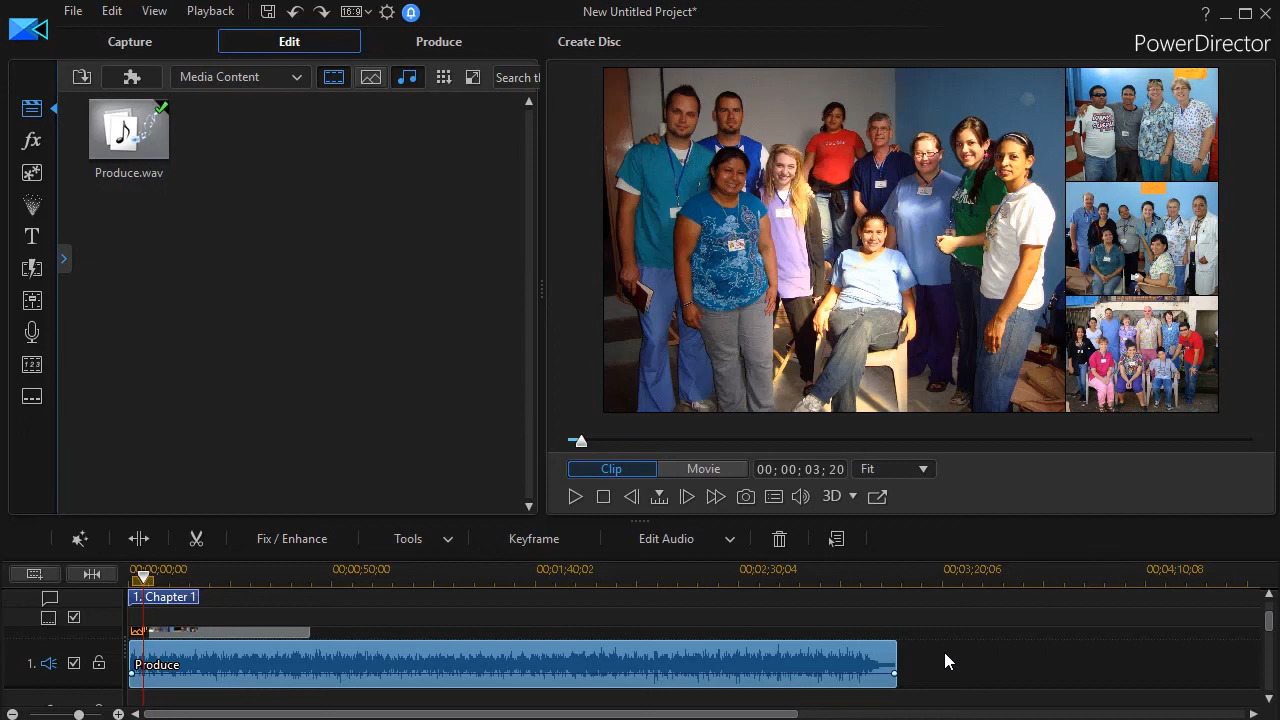 File Edit View Playback 16:9 New Untitled Project* ?
Capture Edit Produce Create Disc PowerDirector
Media Content Search th
fx
Produce.wav
T
Clip Movie 00; 00; 03; 20 Fit
3D
Fix / Enhance Tools Keyframe Edit Audio
00;00;00;00 00;00;50;00 00;01;40;02 00;02;30;04 00;03;20;06 00;04;10;08
1. Chapter 1
1. Produce